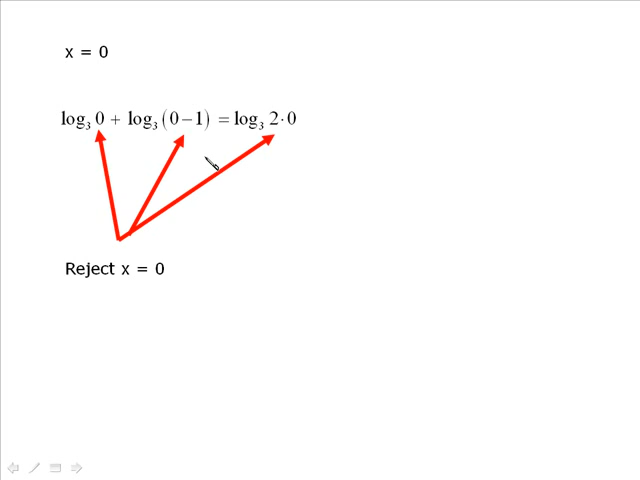 x = 0
log₃ 0 + log₃ (0 − 1) = log₃ 2 · 0
Reject x = 0